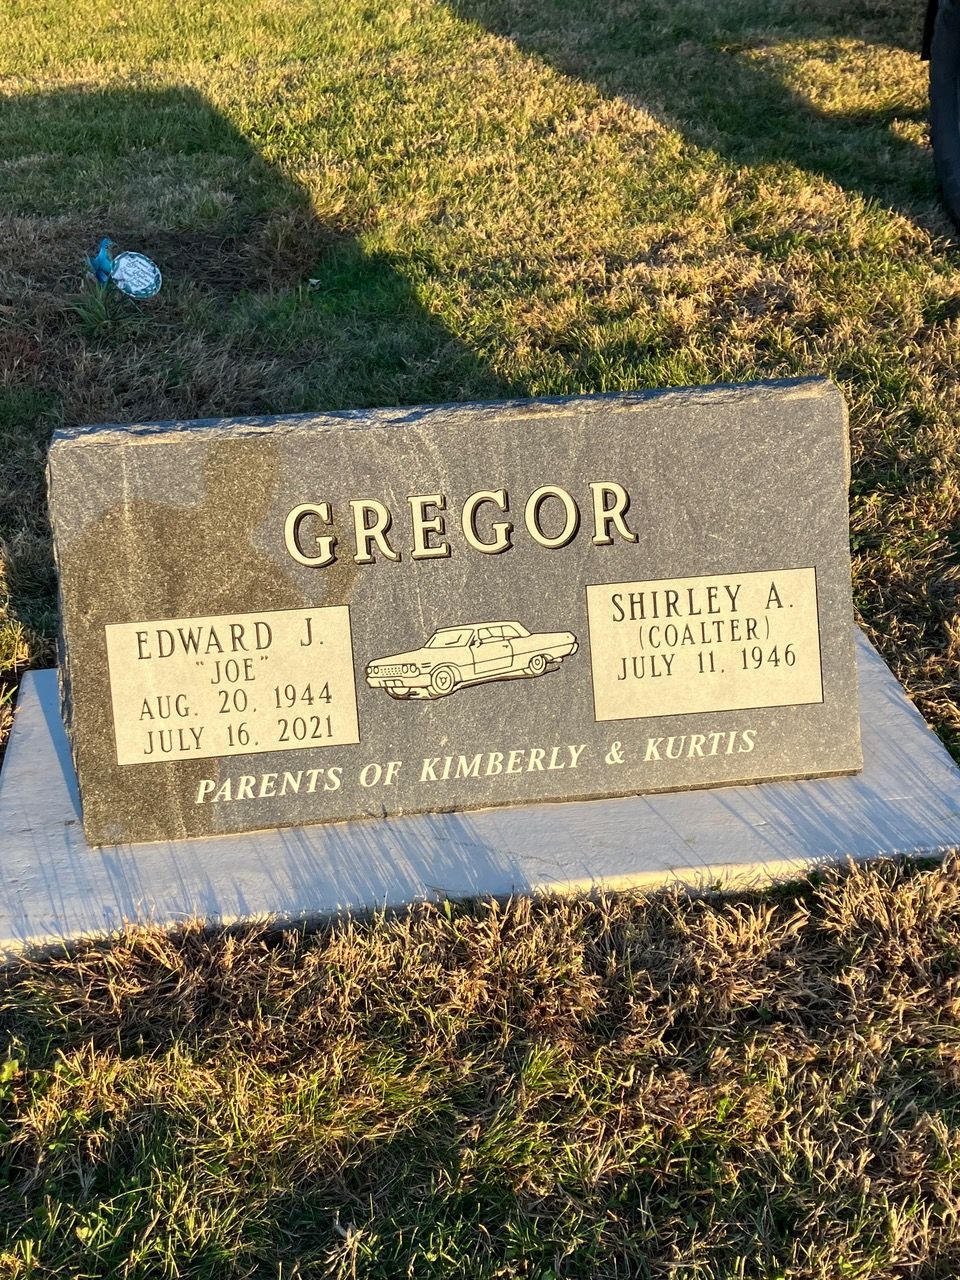 GREGOR
EDWARD J.
"JOE"
AUG. 20, 1944
JULY 16, 2021
SHIRLEY A.
(COALTER)
JULY 11, 1946
PARENTS OF KIMBERLY & KURTIS